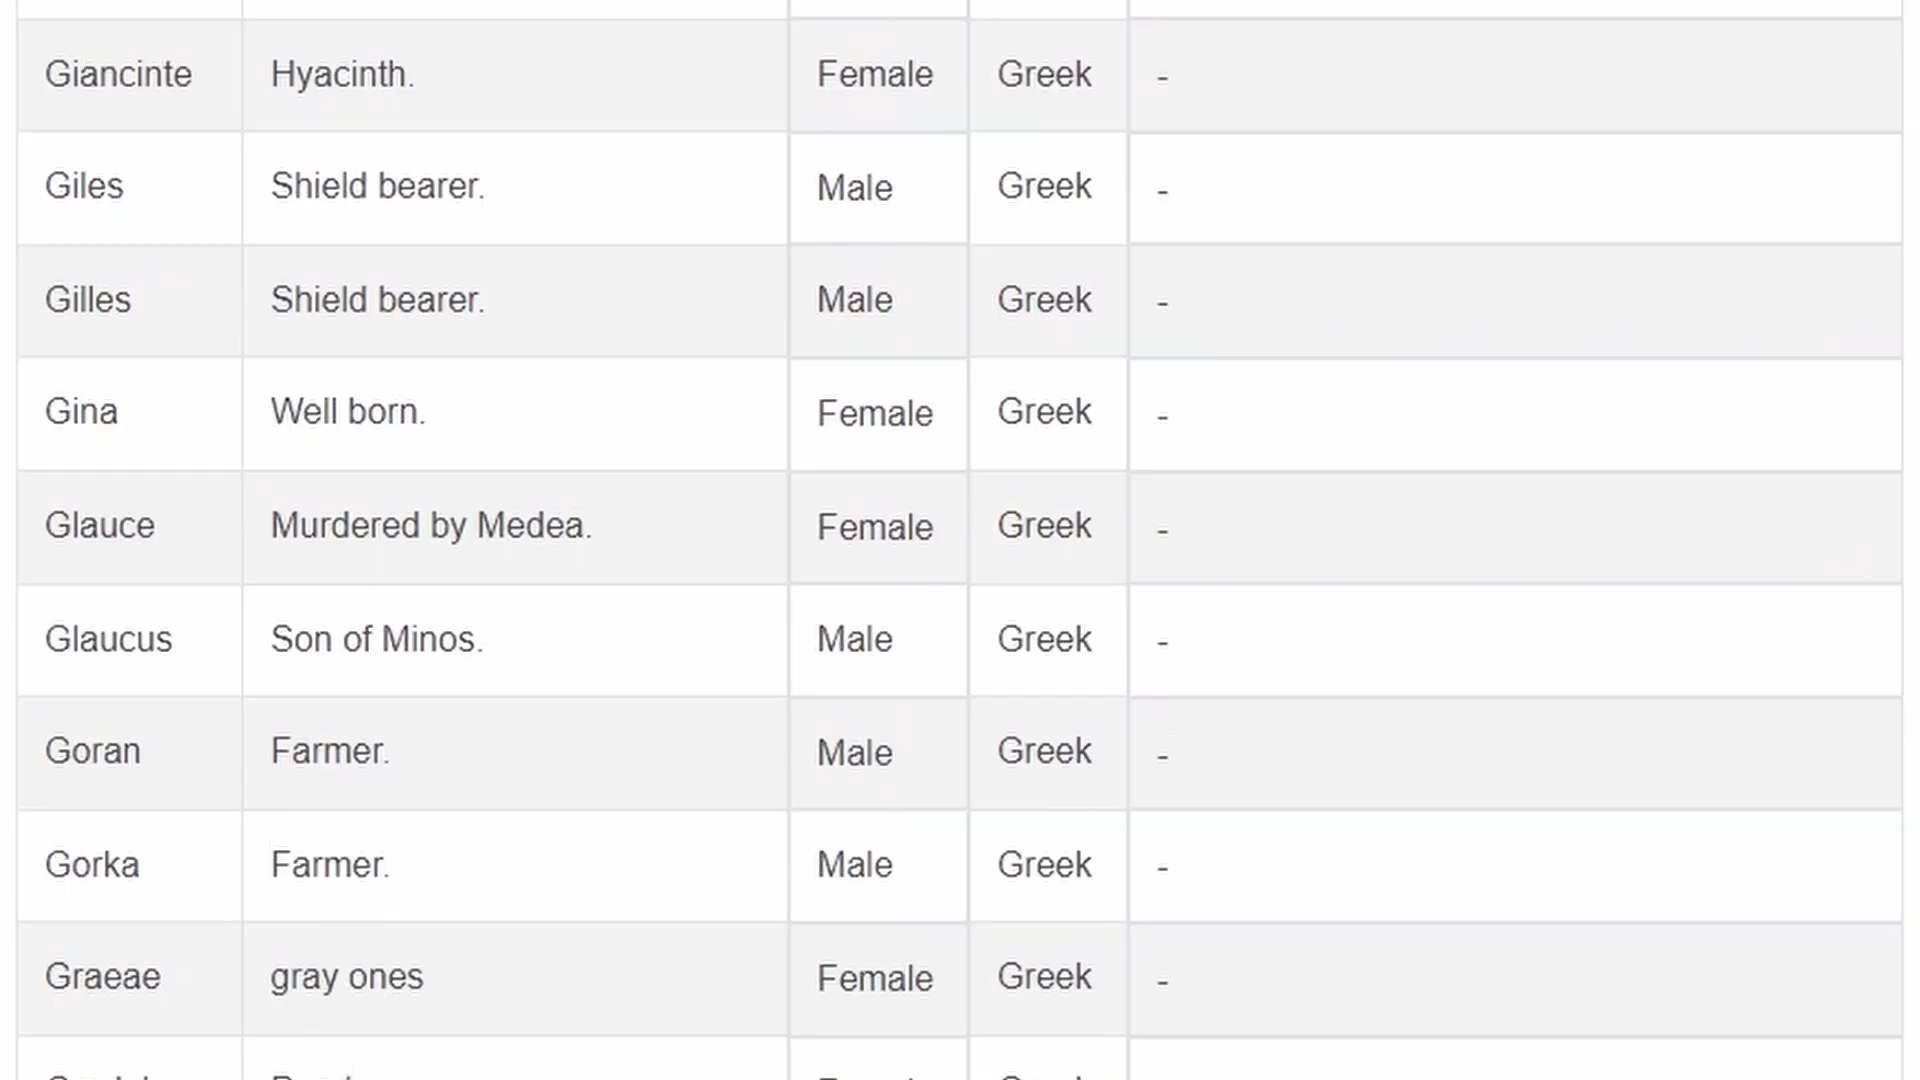 Giancinte Hyacinth. Female Greek -
Giles Shield bearer. Male Greek -
Gilles Shield bearer. Male Greek -
Gina Well born. Female Greek -
Glauce Murdered by Medea. Female Greek -
Glaucus Son of Minos. Male Greek -
Goran Farmer. Male Greek -
Gorka Farmer. Male Greek -
Graeae gray ones Female Greek -